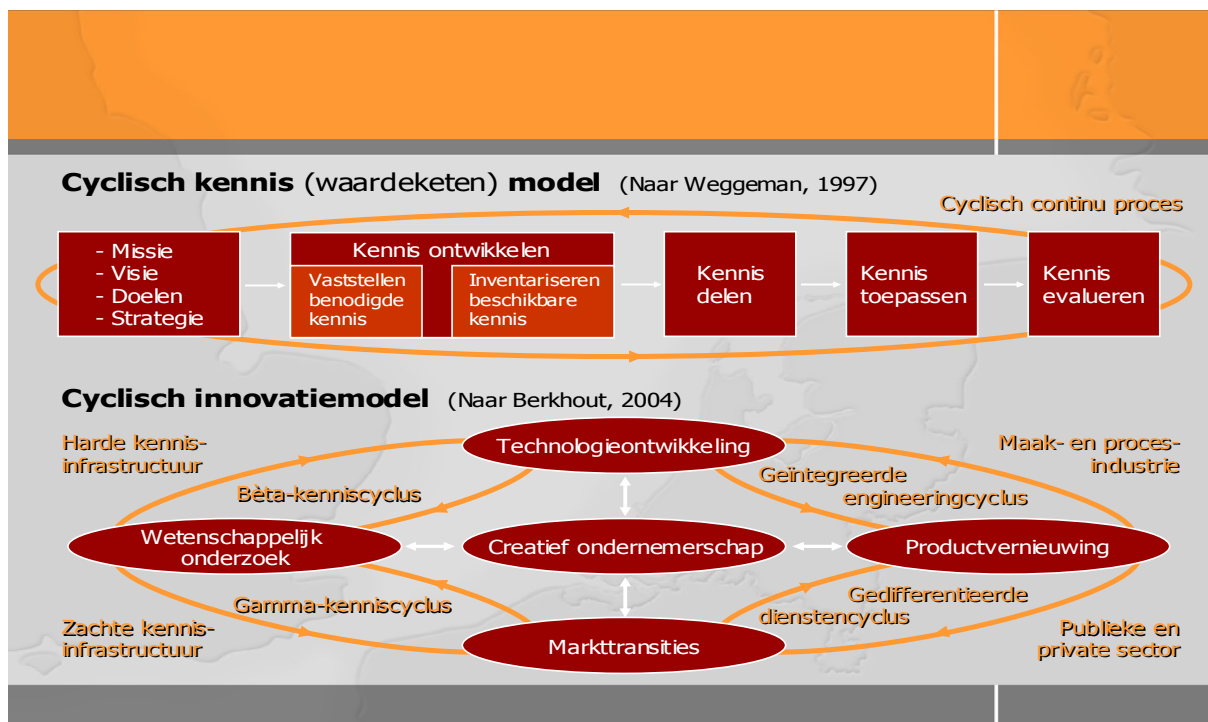 Cyclisch kennis (waardeketen) model (Naar Weggeman, 1997)
Cyclisch continu proces
- Missie
- Visie
- Doelen
- Strategie
Kennis ontwikkelen
Vaststellen
benodigde
kennis
Inventariseren
beschikbare
kennis
Kennis
delen
Kennis
toepassen
Kennis
evalueren
Cyclisch innovatiemodel (Naar Berkhout, 2004)
Harde kennis-
infrastructuur
Technologieontwikkeling
Maak- en proces-
industrie
Bèta-kenniscyclus
Geïntegreerde
engineeringcyclus
Wetenschappelijk
onderzoek
Creatief ondernemerschap
Productvernieuwing
Gamma-kenniscyclus
Gedifferentieerde
dienstencyclus
Zachte kennis-
infrastructuur
Markttransities
Publieke en
private sector